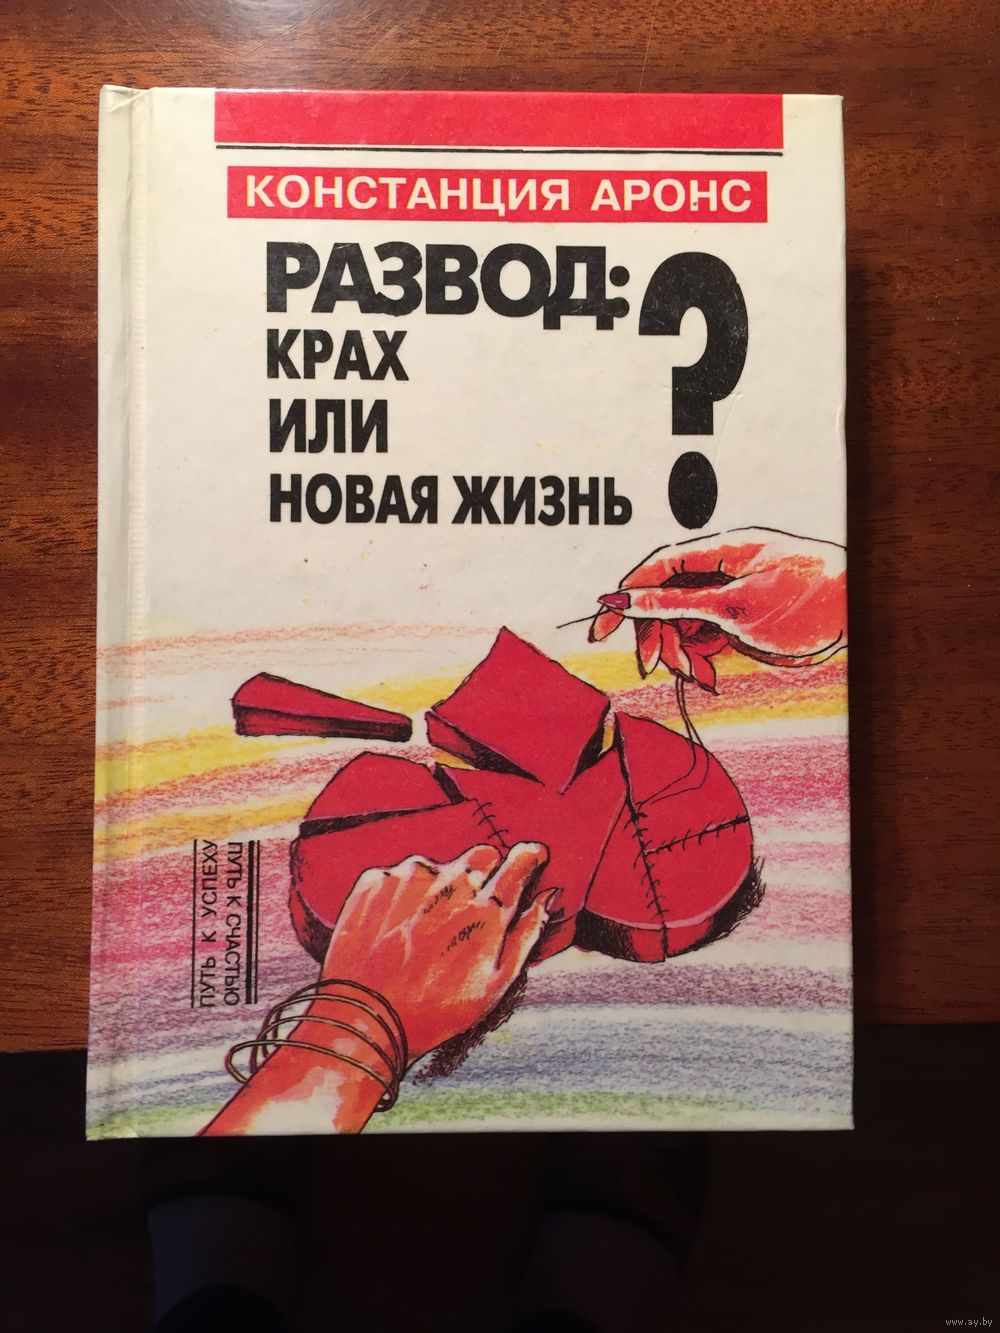 КОНСТАНЦИЯ АРОНС
РАЗВОД:
КРАХ
ИЛИ
НОВАЯ ЖИЗНЬ
?
ПУТЬ К УСПЕХУ
ПУТЬ К СЧАСТЬЮ
www.ay.by